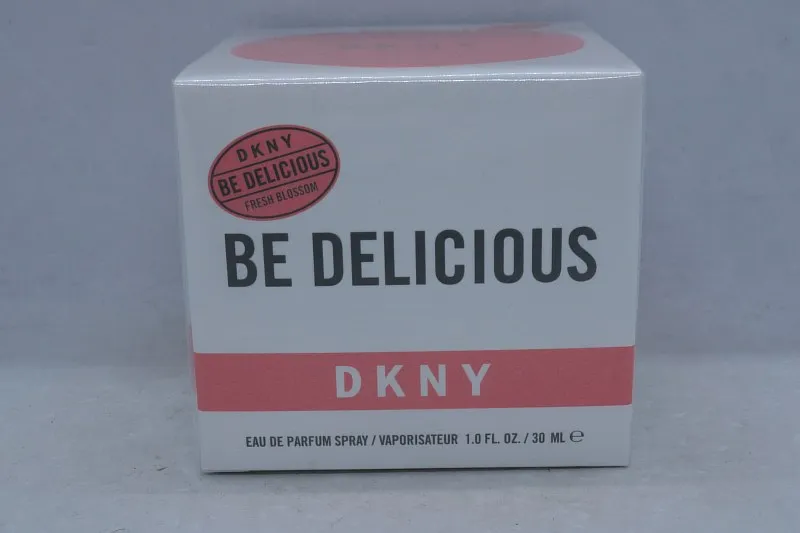 DKNY
BE DELICIOUS
FRESH BLOSSOM
BE DELICIOUS
DKNY
EAU DE PARFUM SPRAY / VAPORISATEUR 1.0 FL. OZ. / 30 ML ℮